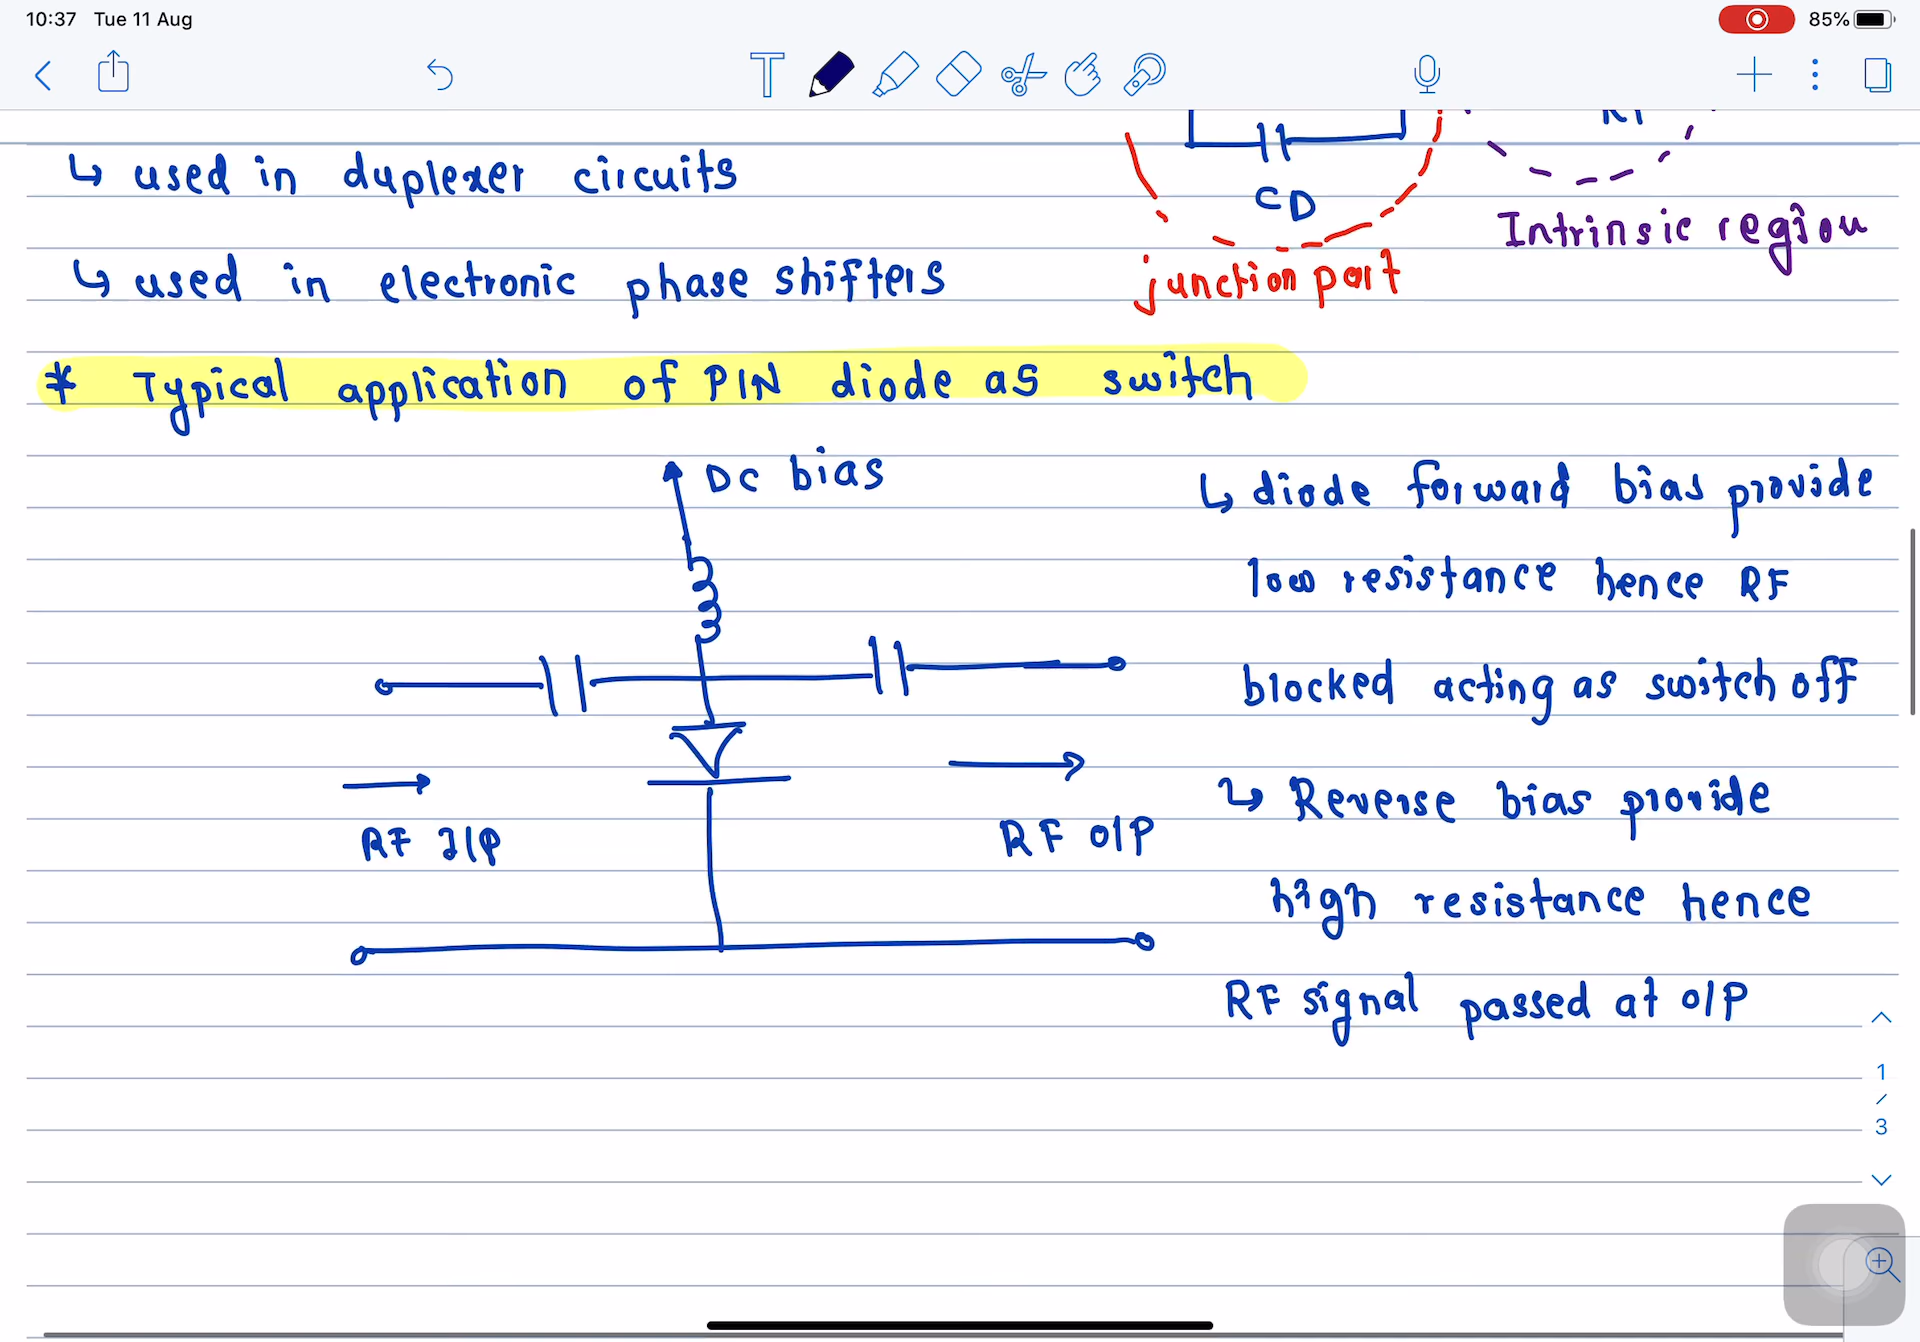 10:37 Tue 11 Aug
85%
CD
Intrinsic region
junction part
↳ used in duplexer circuits
↳ used in electronic phase shifters
* Typical application of PIN diode as switch
DC bias
RF I/P
RF O/P
↳ diode forward bias provide
low resistance hence RF
blocked acting as switch off
↳ Reverse bias provide
high resistance hence
RF signal passed at O/P
1
/
3